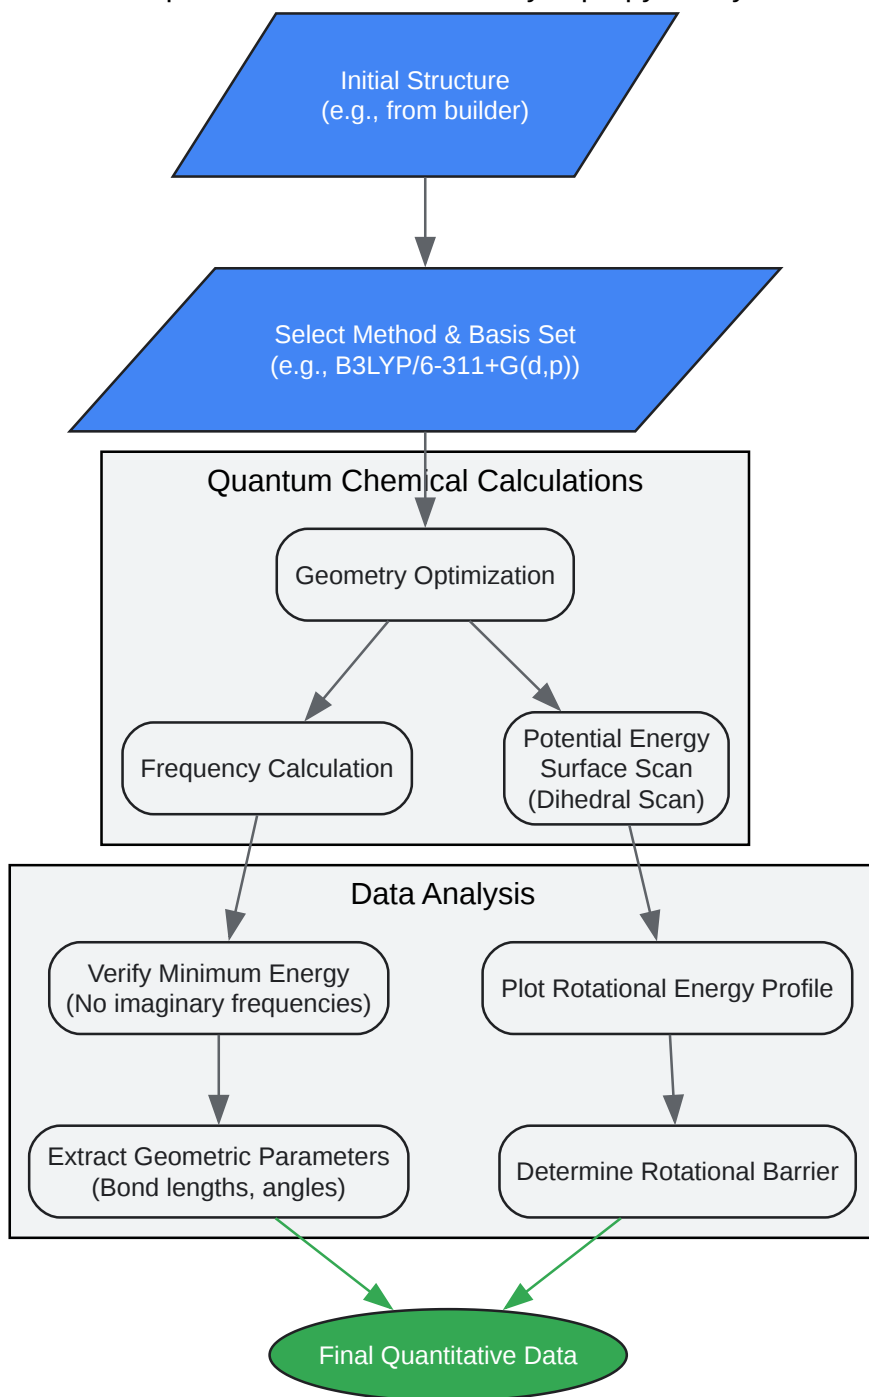 Initial Structure
(e.g., from builder)
Select Method & Basis Set
(e.g., B3LYP/6-311+G(d,p))
Quantum Chemical Calculations
Geometry Optimization
Frequency Calculation
Potential Energy
Surface Scan
(Dihedral Scan)
Data Analysis
Verify Minimum Energy
(No imaginary frequencies)
Plot Rotational Energy Profile
Extract Geometric Parameters
(Bond lengths, angles)
Determine Rotational Barrier
Final Quantitative Data